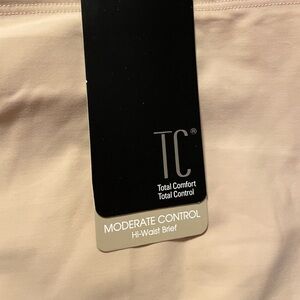 TC®
Total Comfort
Total Control
MODERATE CONTROL
Hi-Waist Brief